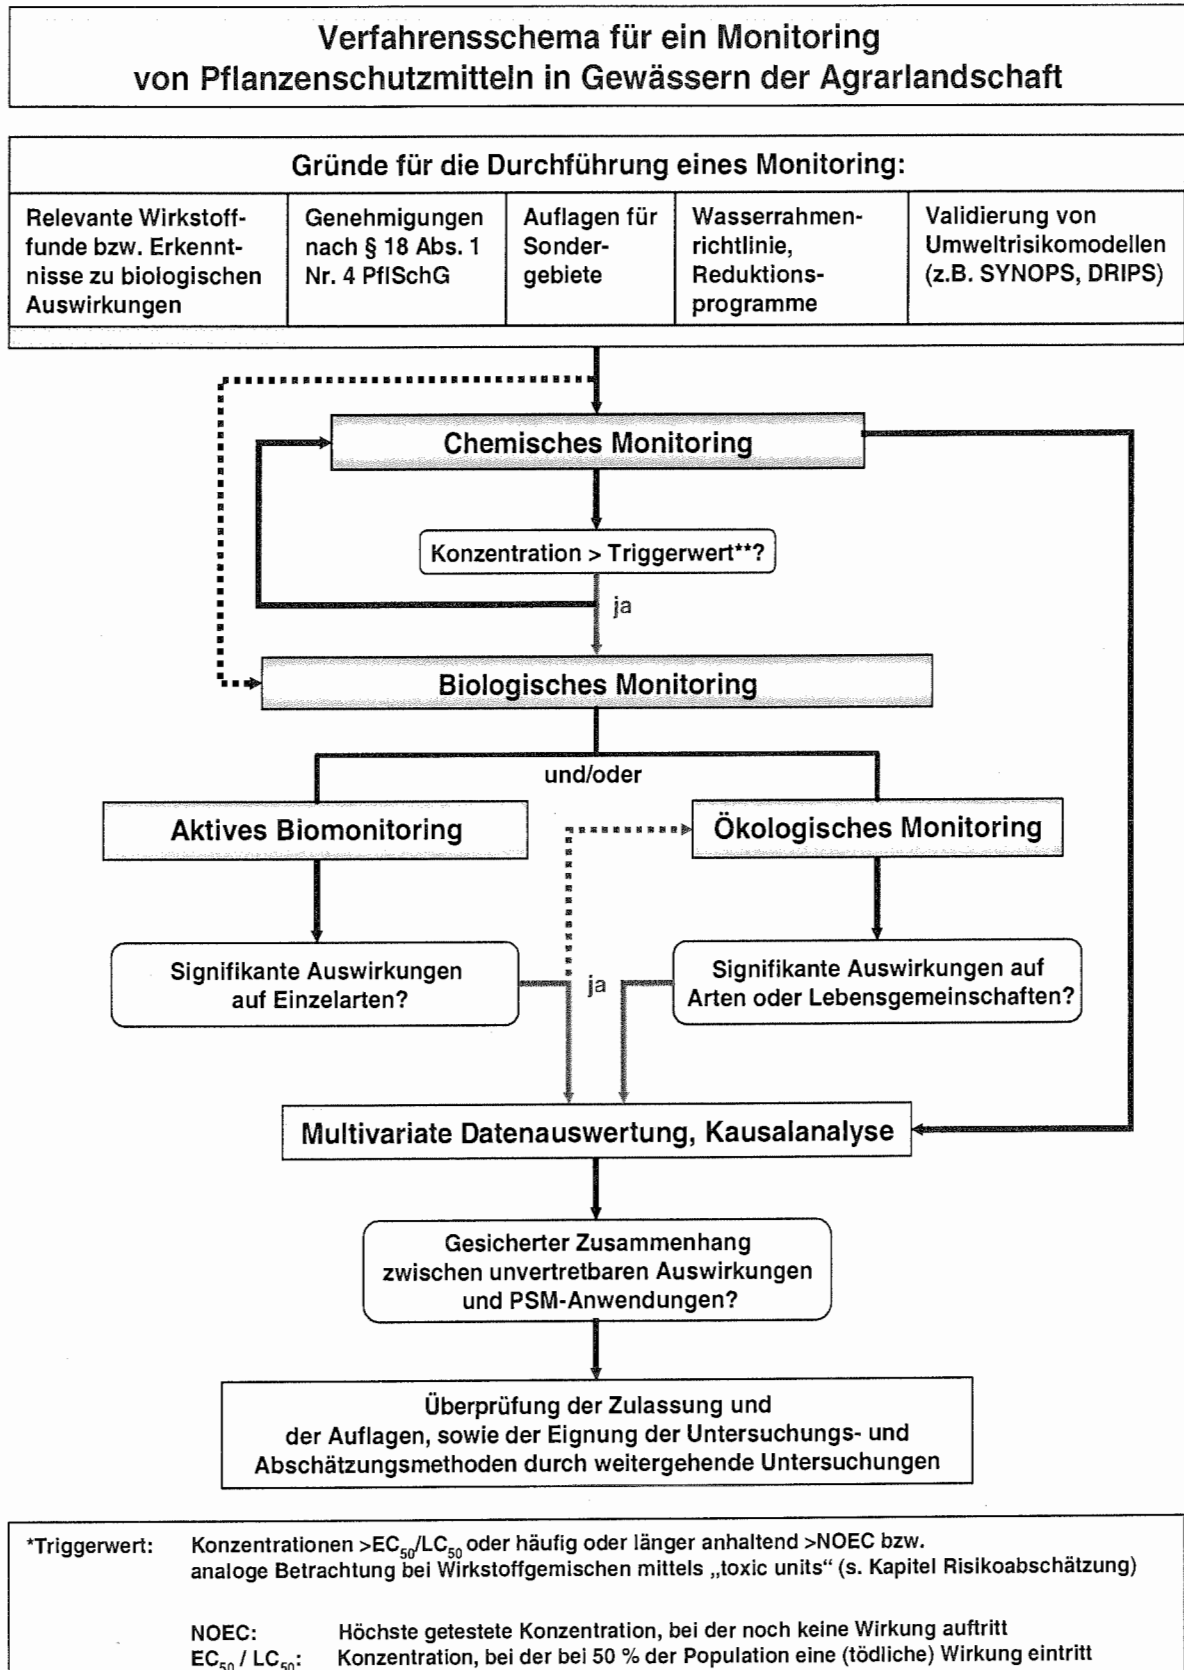 Verfahrensschema für ein Monitoring
von Pflanzenschutzmitteln in Gewässern der Agrarlandschaft
Gründe für die Durchführung eines Monitoring:
Relevante Wirkstoff-
funde bzw. Erkennt-
nisse zu biologischen
Auswirkungen
Genehmigungen
nach § 18 Abs. 1
Nr. 4 PflSchG
Auflagen für
Sonder-
gebiete
Wasserrahmen-
richtlinie,
Reduktions-
programme
Validierung von
Umweltrisikomodellen
(z.B. SYNOPS, DRIPS)
Chemisches Monitoring
Konzentration > Triggerwert**?
ja
Biologisches Monitoring
und/oder
Aktives Biomonitoring
Ökologisches Monitoring
Signifikante Auswirkungen
auf Einzelarten?
ja
Signifikante Auswirkungen auf
Arten oder Lebensgemeinschaften?
Multivariate Datenauswertung, Kausalanalyse
Gesicherter Zusammenhang
zwischen unvertretbaren Auswirkungen
und PSM-Anwendungen?
Überprüfung der Zulassung und
der Auflagen, sowie der Eignung der Untersuchungs- und
Abschätzungsmethoden durch weitergehende Untersuchungen
*Triggerwert: Konzentrationen >EC50/LC50 oder häufig oder länger anhaltend >NOEC bzw.
analoge Betrachtung bei Wirkstoffgemischen mittels „toxic units“ (s. Kapitel Risikoabschätzung)
NOEC: Höchste getestete Konzentration, bei der noch keine Wirkung auftritt
EC50 / LC50: Konzentration, bei der bei 50 % der Population eine (tödliche) Wirkung eintritt